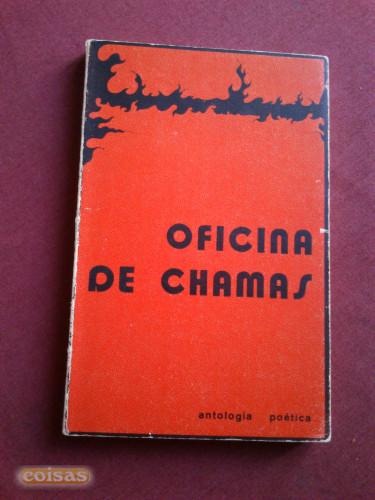 OFICINA
DE CHAMAS
antologia poética
coisas